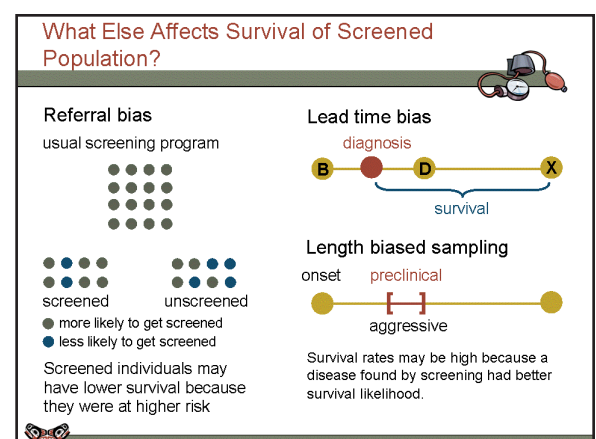 What Else Affects Survival of Screened
Population?
Referral bias
usual screening program
screened
unscreened
more likely to get screened
less likely to get screened
Screened individuals may
have lower survival because
they were at higher risk
Lead time bias
diagnosis
B
D
X
survival
Length biased sampling
onset
preclinical
aggressive
Survival rates may be high because a
disease found by screening had better
survival likelihood.